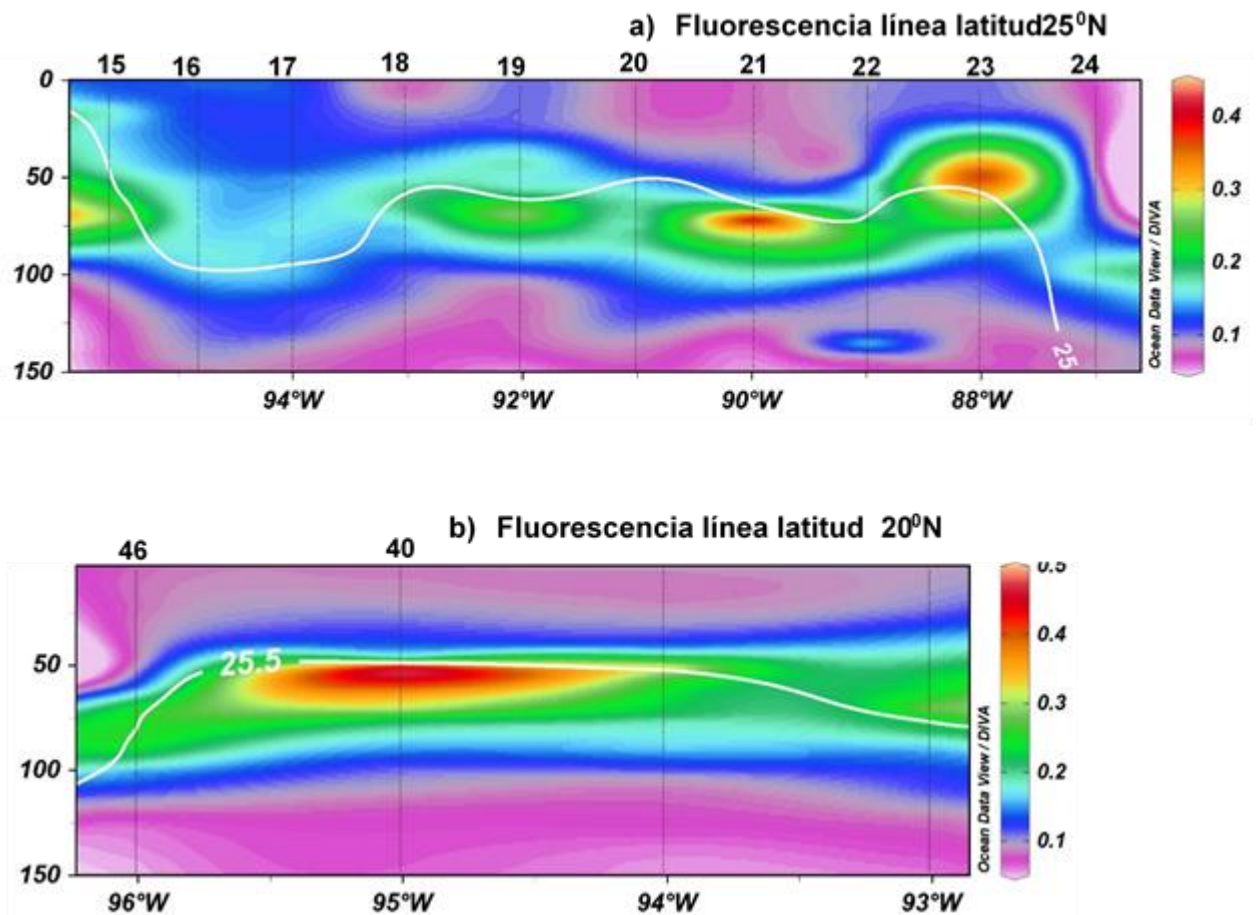 a) Fluorescencia línea latitud25⁰N
15 16 17 18 19 20 21 22 23 24
0
50
100
150
25
94°W 92°W 90°W 88°W
0.4
0.3
0.2
0.1
Ocean Data View / DIVA
b) Fluorescencia línea latitud 20⁰N
46 40
50
100
150
25.5
96°W 95°W 94°W 93°W
0.5
0.4
0.3
0.2
0.1
Ocean Data View / DIVA